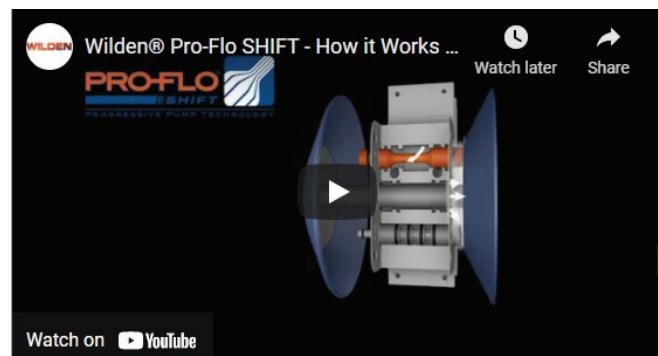 WILDEN
Wilden® Pro-Flo SHIFT - How it Works ...
Watch later
Share
PRO-FLO
SHIFT
PROGRESSIVE PUMP TECHNOLOGY
Watch on YouTube